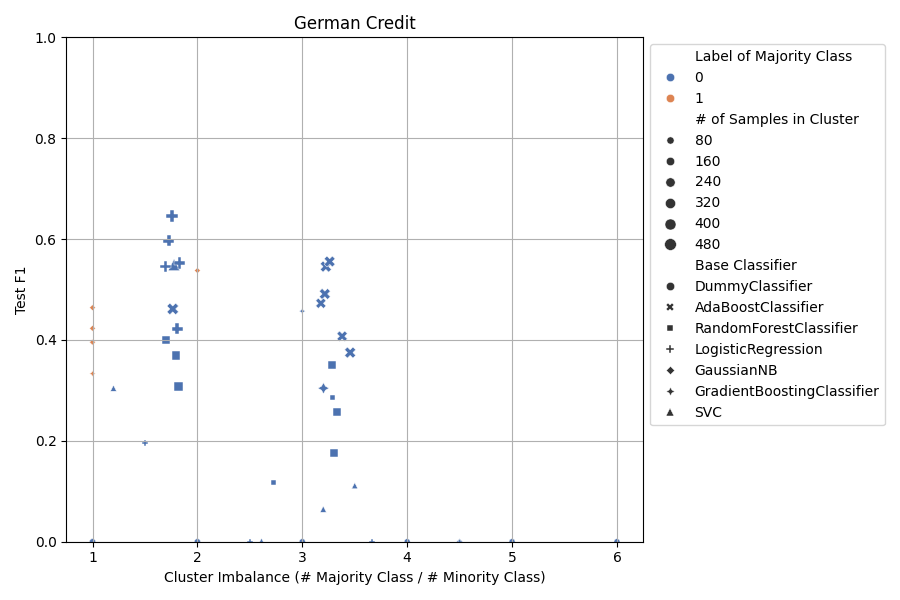 German Credit
1.0
0.8
0.6
0.4
0.2
0.0
Test F1
1 2 3 4 5 6
Cluster Imbalance (# Majority Class / # Minority Class)
Label of Majority Class
0
1
# of Samples in Cluster
80
160
240
320
400
480
Base Classifier
DummyClassifier
AdaBoostClassifier
RandomForestClassifier
LogisticRegression
GaussianNB
GradientBoostingClassifier
SVC